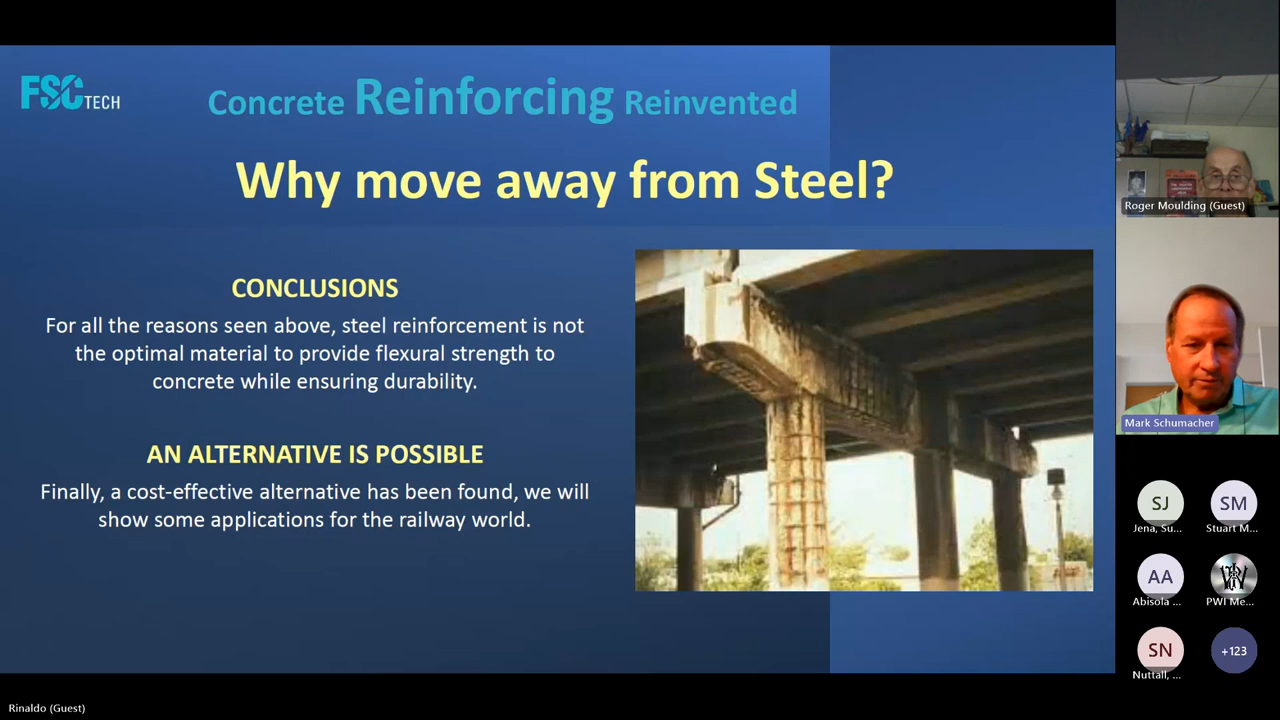 FSC TECH
Concrete Reinforcing Reinvented
Why move away from Steel?
CONCLUSIONS
For all the reasons seen above, steel reinforcement is not
the optimal material to provide flexural strength to
concrete while ensuring durability.
AN ALTERNATIVE IS POSSIBLE
Finally, a cost-effective alternative has been found, we will
show some applications for the railway world.
Roger Moulding (Guest)
Mark Schumacher
SJ
SM
Jena, Su...
Stuart M...
AA
Abisola ...
PWI Me...
SN
+123
Nuttall, ...
Rinaldo (Guest)